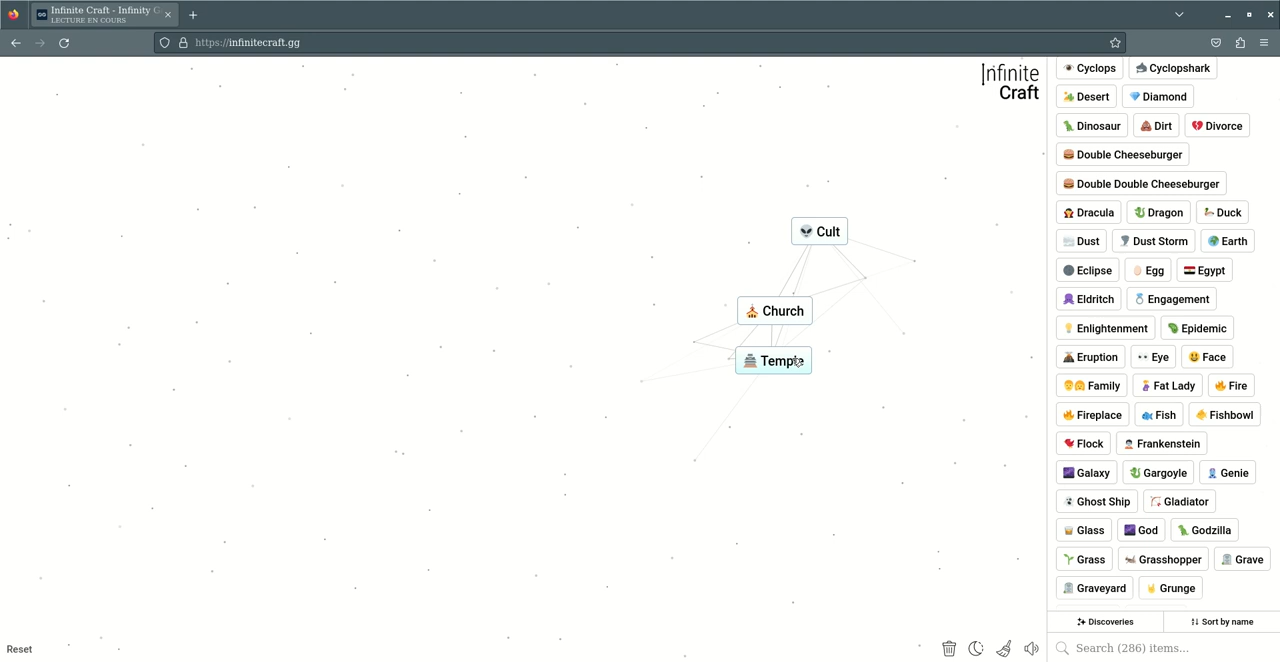 Infinite Craft - Infinity C
LECTURE EN COURS
https://infinitecraft.gg
Infinite
Craft
Cult
Church
Temple
Cyclops Cyclopshark
Desert Diamond
Dinosaur Dirt Divorce
Double Cheeseburger
Double Double Cheeseburger
Dracula Dragon Duck
Dust Dust Storm Earth
Eclipse Egg Egypt
Eldritch Engagement
Enlightenment Epidemic
Eruption Eye Face
Family Fat Lady Fire
Fireplace Fish Fishbowl
Flock Frankenstein
Galaxy Gargoyle Genie
Ghost Ship Gladiator
Glass God Godzilla
Grass Grasshopper Grave
Graveyard Grunge
Discoveries Sort by name
Reset
Search (286) items...